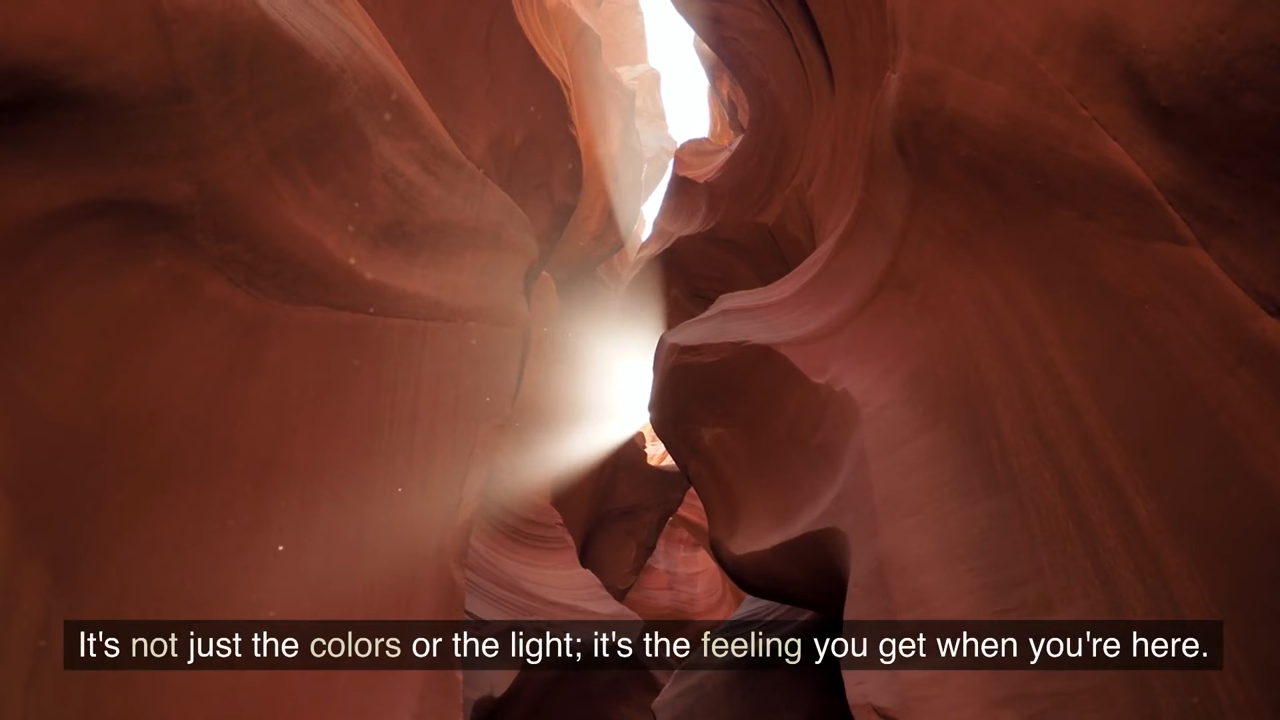 It's not just the colors or the light; it's the feeling you get when you're here.